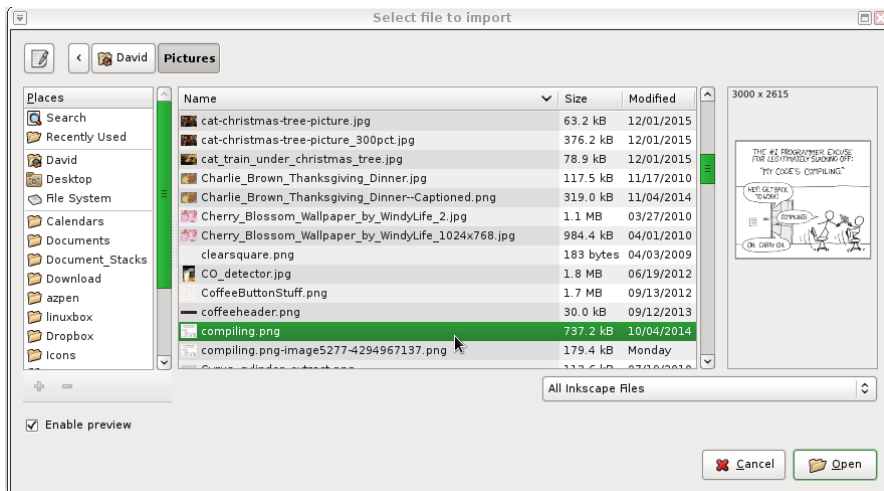 Select file to import
David
Pictures
Places
Search
Recently Used
David
Desktop
File System
Calendars
Documents
Document_Stacks
Download
azpen
linuxbox
Dropbox
Icons
Name Size Modified
cat-christmas-tree-picture.jpg 63.2 kB 12/01/2015
cat-christmas-tree-picture_300pct.jpg 376.2 kB 12/01/2015
cat_train_under_christmas_tree.jpg 78.9 kB 12/01/2015
Charlie_Brown_Thanksgiving_Dinner.jpg 117.5 kB 11/17/2010
Charlie_Brown_Thanksgiving_Dinner--Captioned.png 319.0 kB 11/04/2014
Cherry_Blossom_Wallpaper_by_WindyLife_2.jpg 1.1 MB 03/27/2010
Cherry_Blossom_Wallpaper_by_WindyLife_1024x768.jpg 984.4 kB 04/01/2010
clearsquare.png 183 bytes 04/03/2009
CO_detector.jpg 1.8 MB 06/19/2012
CoffeeButtonStuff.png 1.7 MB 09/13/2012
coffeeheader.png 30.0 kB 09/12/2013
compiling.png 737.2 kB 10/04/2014
compiling.png-image5277-4294967137.png 179.4 kB Monday
3000 x 2615
THE #1 PROGRAMMER EXCUSE
FOR LEGITIMATELY SLACKING OFF:
"MY CODE'S COMPILING."
HEY! GET BACK
TO WORK!
COMPILING!
OH. CARRY ON.
All Inkscape Files
Enable preview
Cancel
Open